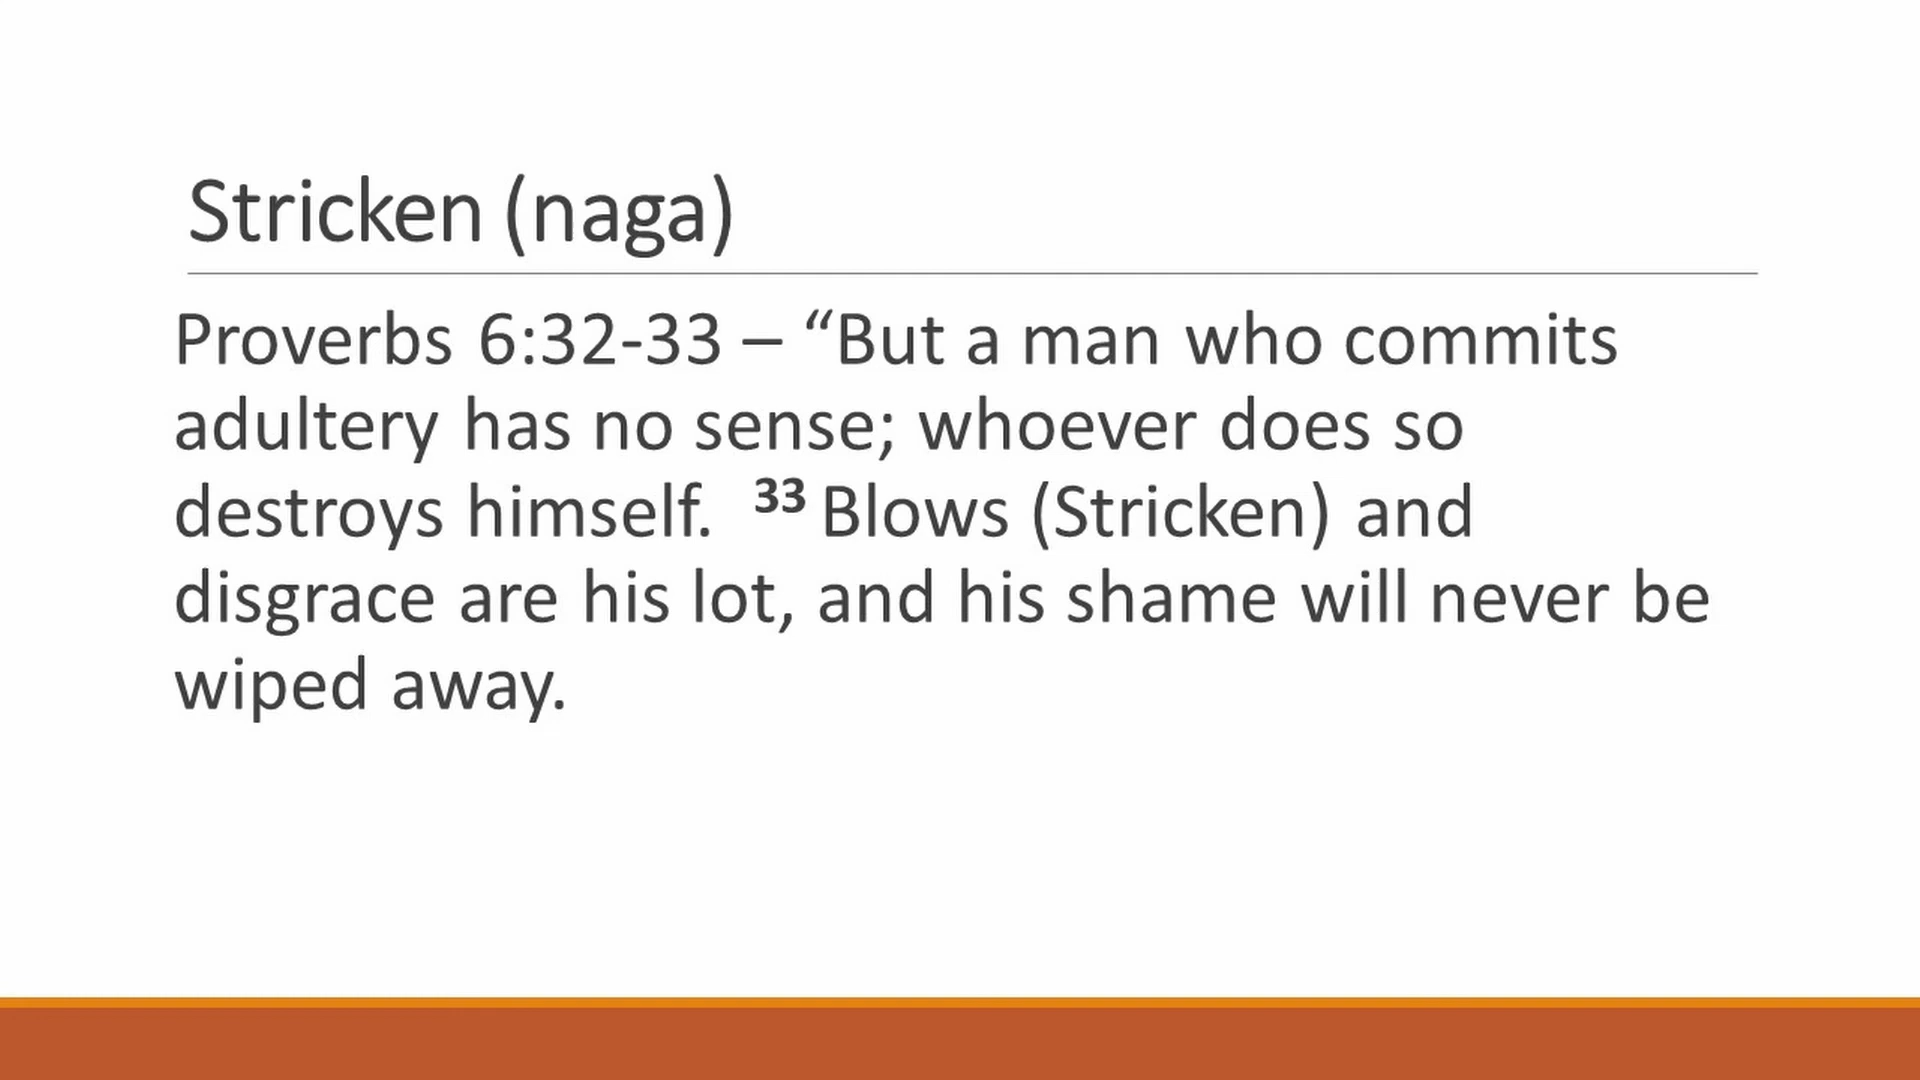 Stricken (naga)
Proverbs 6:32-33 – “But a man who commits
adultery has no sense; whoever does so
destroys himself. 33 Blows (Stricken) and
disgrace are his lot, and his shame will never be
wiped away.